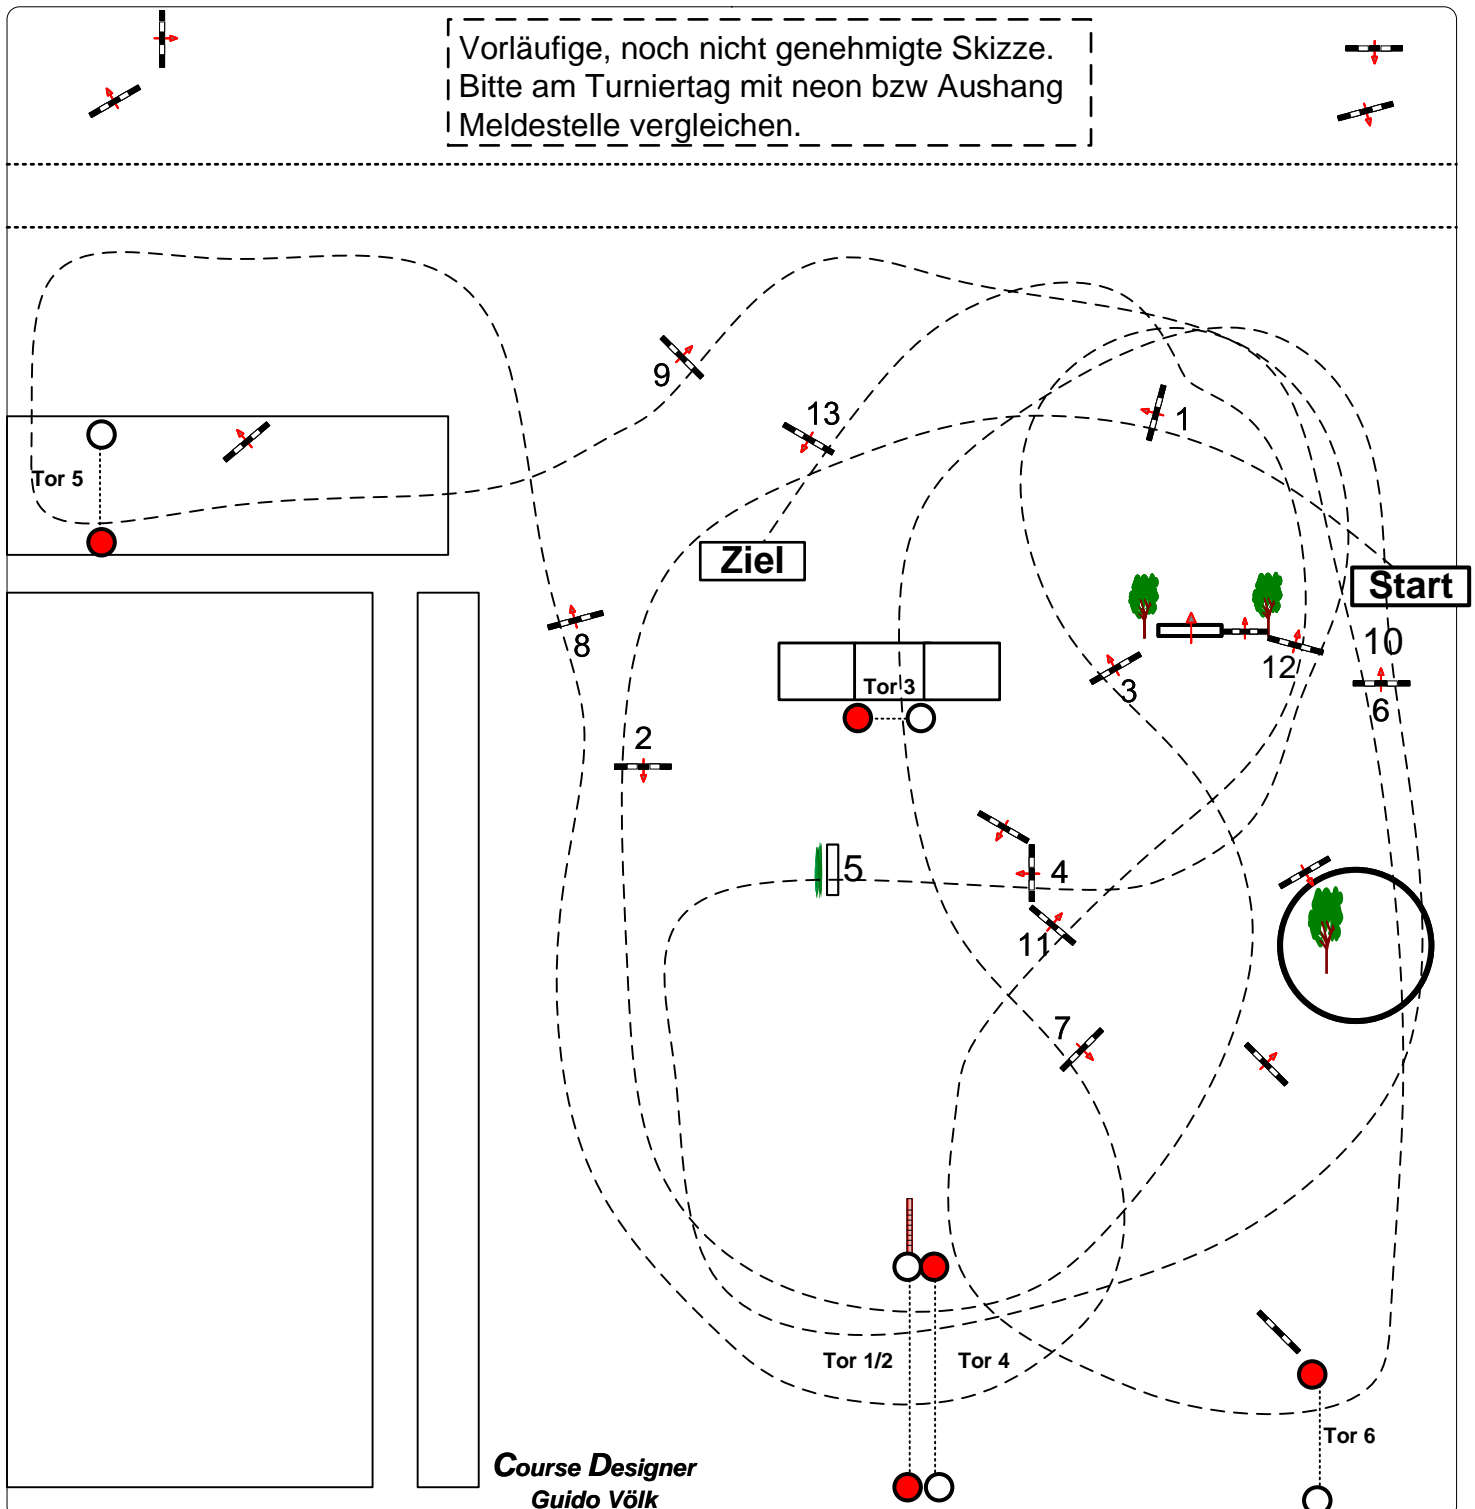 Vorläufige, noch nicht genehmigte Skizze.
Bitte am Turniertag mit neon bzw Aushang
Meldestelle vergleichen.
9
13
1
Tor 5
Ziel
Start
8
3
12
10
Tor 3
6
2
5
4
11
7
Tor 1/2
Tor 4
Tor 6
Course Designer
Guido Völk